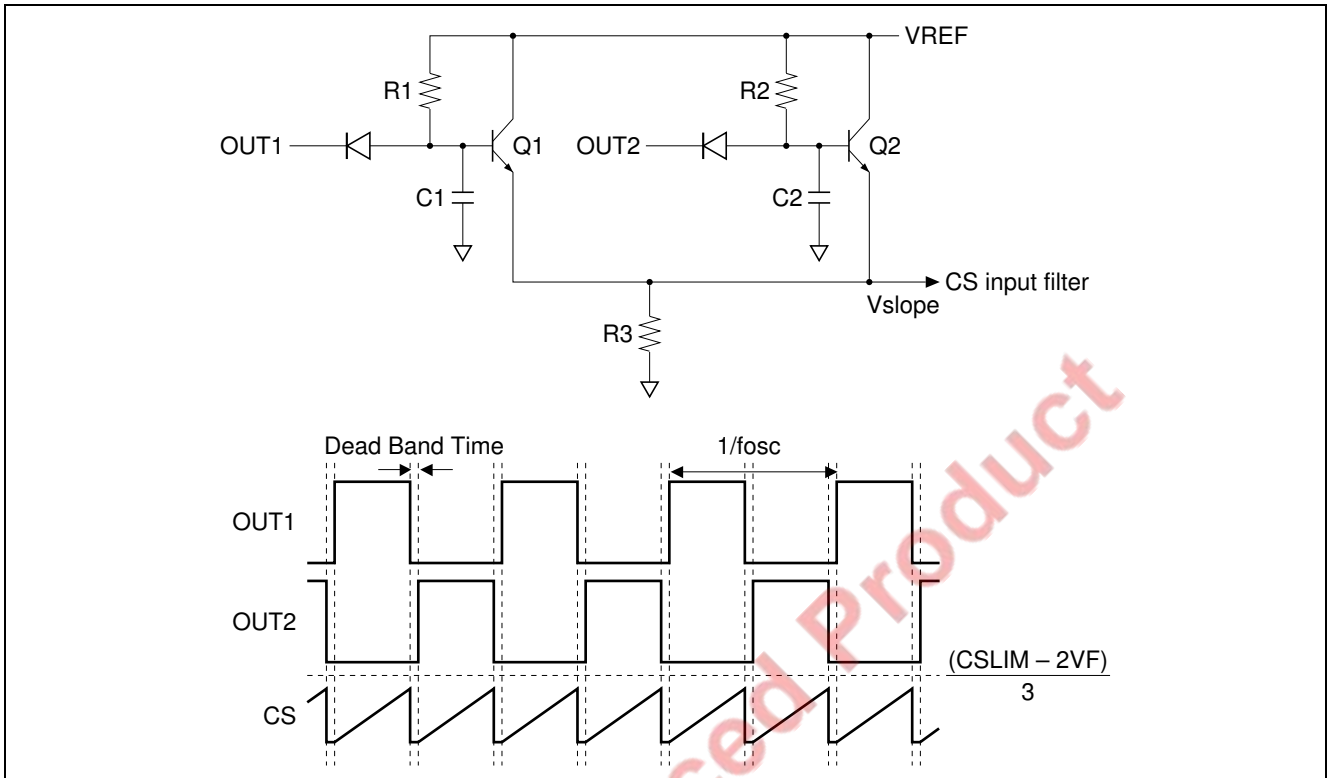 VREF
R1
R2
OUT1
Q1
OUT2
Q2
C1
C2
CS input filter
Vslope
R3
Dead Band Time
1/fosc
OUT1
OUT2
(CSLIM – 2VF)
3
CS
Product